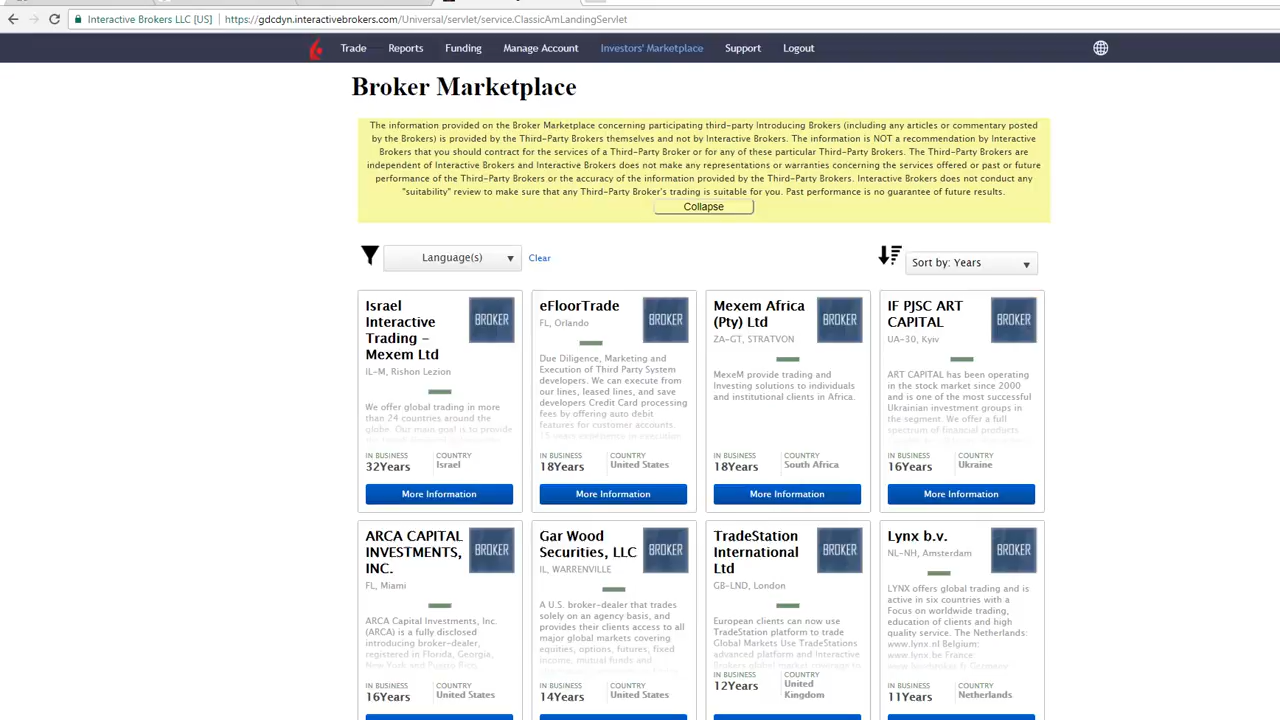 Interactive Brokers LLC [US]
https://gdcdyn.interactivebrokers.com/Universal/servlet/service.ClassicAmLandingServlet
Trade Reports Funding Manage Account Investors' Marketplace Support Logout
Broker Marketplace
The information provided on the Broker Marketplace concerning participating third-party Introducing Brokers (including any articles or commentary posted
by the Brokers) is provided by the Third-Party Brokers themselves and not by Interactive Brokers. The information is NOT a recommendation by Interactive
Brokers that you should contract for the services of a Third-Party Broker or for any of these particular Third-Party Brokers. The Third-Party Brokers are
independent of Interactive Brokers and Interactive Brokers does not make any representations or warranties concerning the services offered or past or future
performance of the Third-Party Brokers or the accuracy of the information provided by the Third-Party Brokers. Interactive Brokers does not conduct any
"suitability" review to make sure that any Third-Party Broker's trading is suitable for you. Past performance is no guarantee of future results.
Collapse
Language(s)
Clear
Sort by: Years
Israel
Interactive
Trading -
Mexem Ltd
BROKER
IL-M, Rishon Lezion
We offer global trading in more
than 24 countries around the
globe. Our main goal is to provide
IN BUSINESS
32Years
COUNTRY
Israel
More Information
eFloorTrade
BROKER
FL, Orlando
Due Diligence, Marketing and
Execution of Third Party System
developers. We can execute from
our lines, leased lines, and save
developers Credit Card processing
fees by offering auto debit
features for customer accounts.
15 years experience in execution
IN BUSINESS
18Years
COUNTRY
United States
More Information
Mexem Africa
(Pty) Ltd
BROKER
ZA-GT, STRATVON
MexeM provide trading and
Investing solutions to individuals
and institutional clients in Africa.
IN BUSINESS
18Years
COUNTRY
South Africa
More Information
IF PJSC ART
CAPITAL
BROKER
UA-30, Kyiv
ART CAPITAL has been operating
in the stock market since 2000
and is one of the most successful
Ukrainian investment groups in
the segment. We offer a full
spectrum of financial products
IN BUSINESS
16Years
COUNTRY
Ukraine
More Information
ARCA CAPITAL
INVESTMENTS,
INC.
BROKER
FL, Miami
ARCA Capital Investments, Inc.
(ARCA) is a fully disclosed
introducing broker-dealer,
registered in Florida, Georgia,
New York and Puerto Rico.
IN BUSINESS
16Years
COUNTRY
United States
Gar Wood
Securities, LLC
BROKER
IL, WARRENVILLE
A U.S. broker-dealer that trades
solely on an agency basis, and
provides their clients access to all
major global markets covering
equities, options, futures, fixed
income, mutual funds and
IN BUSINESS
14Years
COUNTRY
United States
TradeStation
International
Ltd
BROKER
GB-LND, London
European clients can now use
TradeStation platform to trade
Global Markets Use TradeStations
advanced platform and Interactive
Brokers global market coverage to
IN BUSINESS
12Years
COUNTRY
United
Kingdom
Lynx b.v.
BROKER
NL-NH, Amsterdam
LYNX offers global trading and is
active in six countries with a
Focus on worldwide trading,
education of clients and high
quality service. The Netherlands:
www.lynx.nl Belgium:
www.lynx.be France:
IN BUSINESS
11Years
COUNTRY
Netherlands